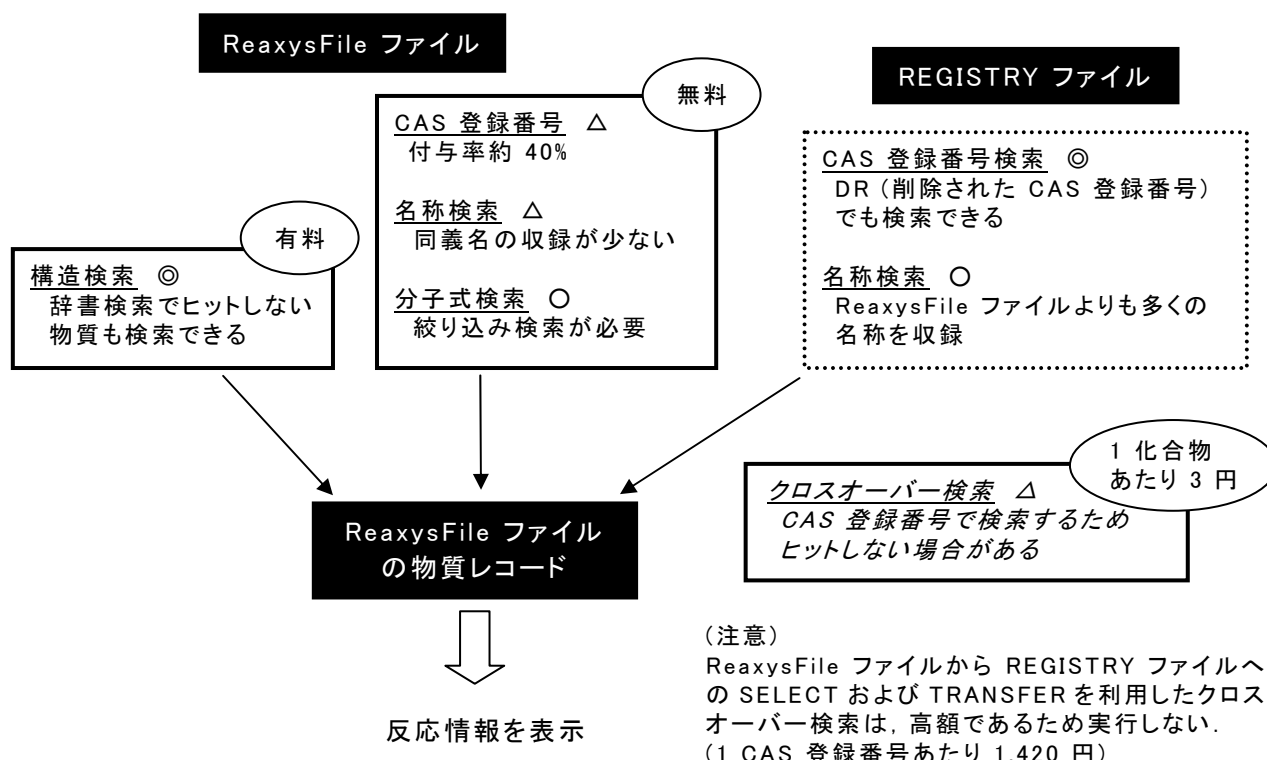 ReaxysFile ファイル
REGISTRY ファイル
有料
構造検索 ◎
辞書検索でヒットしない
物質も検索できる
無料
CAS 登録番号 △
付与率約 40%
名称検索 △
同義名の収録が少ない
分子式検索 ○
絞り込み検索が必要
CAS 登録番号検索 ◎
DR (削除された CAS 登録番号)
でも検索できる
名称検索 ○
ReaxysFile ファイルよりも多くの
名称を収録
1 化合物
あたり 3 円
クロスオーバー検索 △
CAS 登録番号で検索するため
ヒットしない場合がある
ReaxysFile ファイル
の物質レコード
反応情報を表示
(注意)
ReaxysFile ファイルから REGISTRY ファイルへ
の SELECT および TRANSFER を利用したクロス
オーバー検索は, 高額であるため実行しない.
(1 CAS 登録番号あたり 1,420 円)